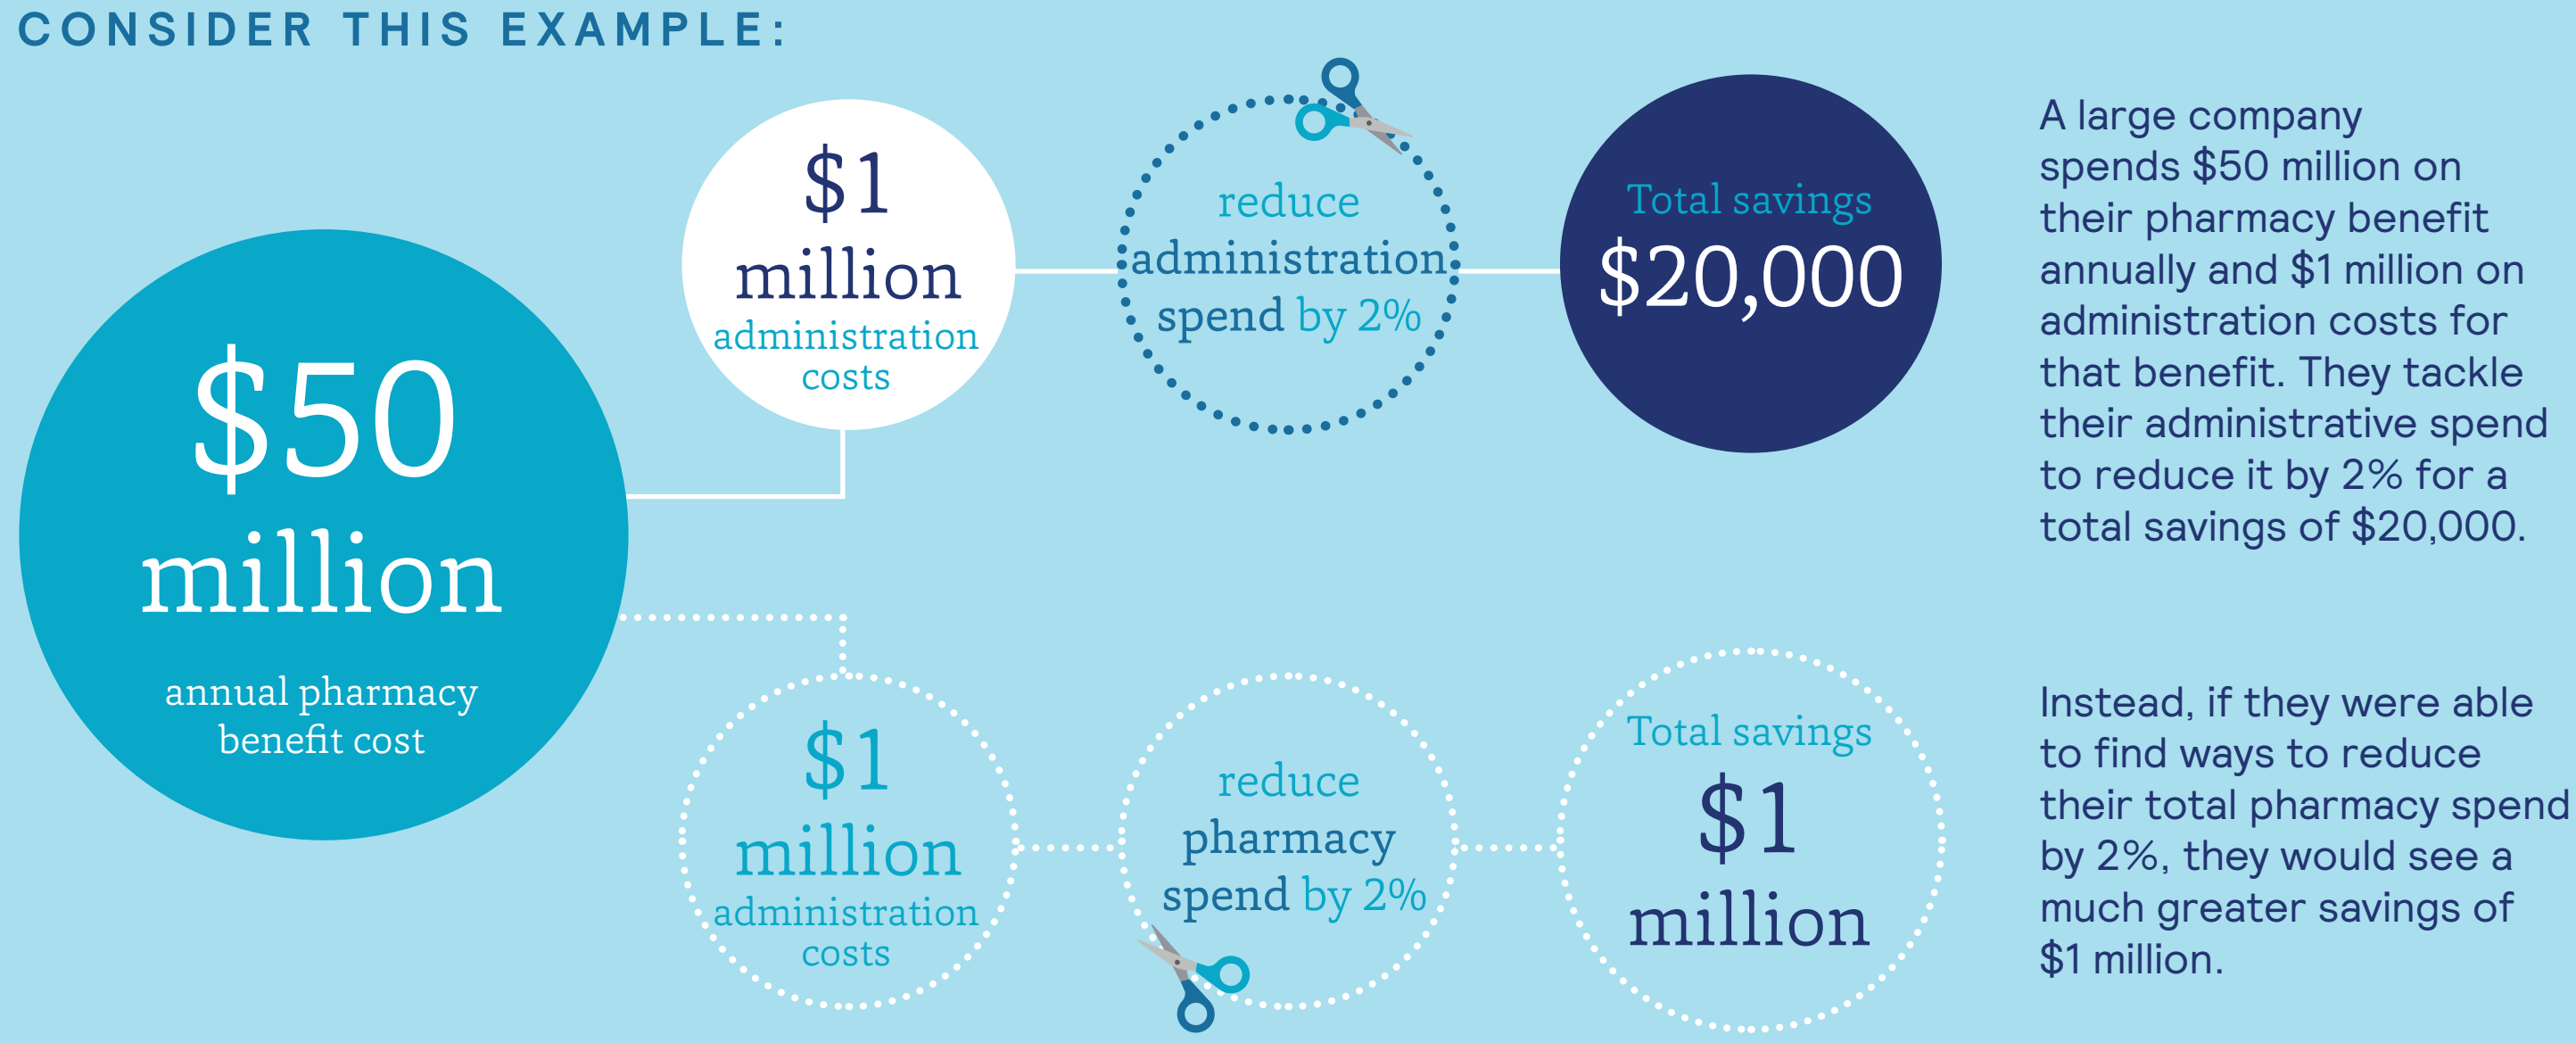 CONSIDER THIS EXAMPLE:
$50
million
annual pharmacy
benefit cost
$1
million
administration
costs
reduce
administration
spend by 2%
Total savings
$20,000
A large company
spends $50 million on
their pharmacy benefit
annually and $1 million on
administration costs for
that benefit. They tackle
their administrative spend
to reduce it by 2% for a
total savings of $20,000.
$1
million
administration
costs
reduce
pharmacy
spend by 2%
Total savings
$1
million
Instead, if they were able
to find ways to reduce
their total pharmacy spend
by 2%, they would see a
much greater savings of
$1 million.